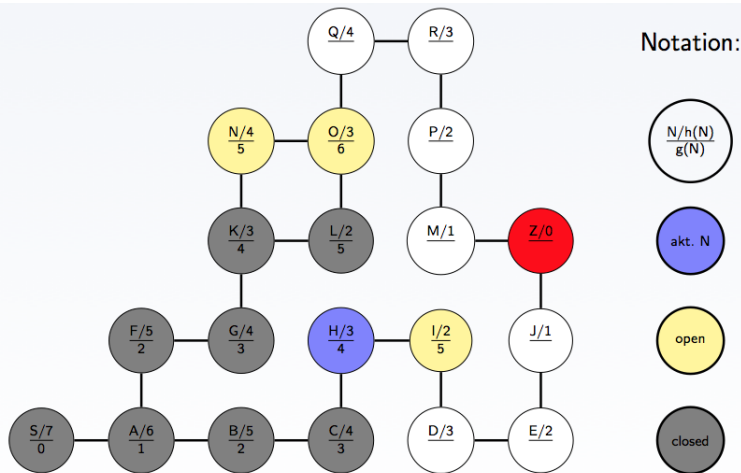 Q/4
R/3
Notation:
N/4
5
O/3
6
P/2
N/h(N)
g(N)
K/3
4
L/2
5
M/1
Z/0
akt. N
F/5
2
G/4
3
H/3
4
I/2
5
J/1
open
S/7
0
A/6
1
B/5
2
C/4
3
D/3
E/2
closed